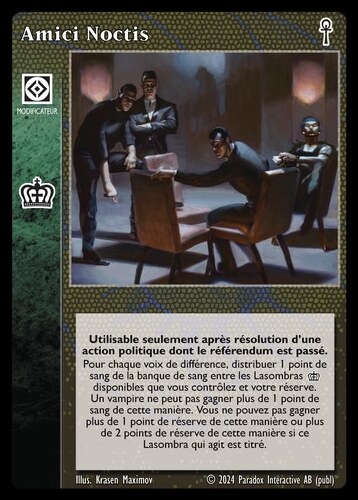 Amici Noctis
MODIFICATEUR
Utilisable seulement après résolution d'une
action politique dont le référendum est passé.
Pour chaque voix de différence, distribuer 1 point
de sang de la banque de sang entre les Lasombras
disponibles que vous contrôlez et votre réserve.
Un vampire ne peut pas gagner plus de 1 point de
sang de cette manière. Vous ne pouvez pas gagner
plus de 1 point de réserve de cette manière ou plus
de 2 points de réserve de cette manière si ce
Lasombra qui agit est titré.
Illus. Krasen Maximov
© 2024 Paradox Interactive AB (publ)